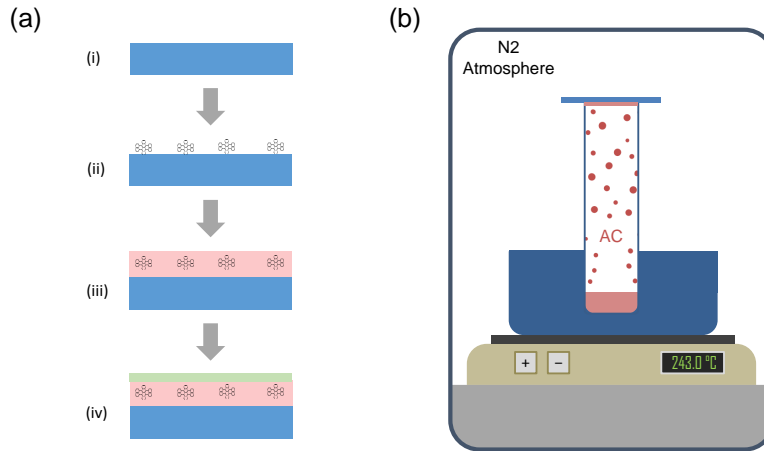 (a)
(i)
(ii)
(iii)
(iv)
(b)
N2
Atmosphere
AC
+ −
243.0 °C